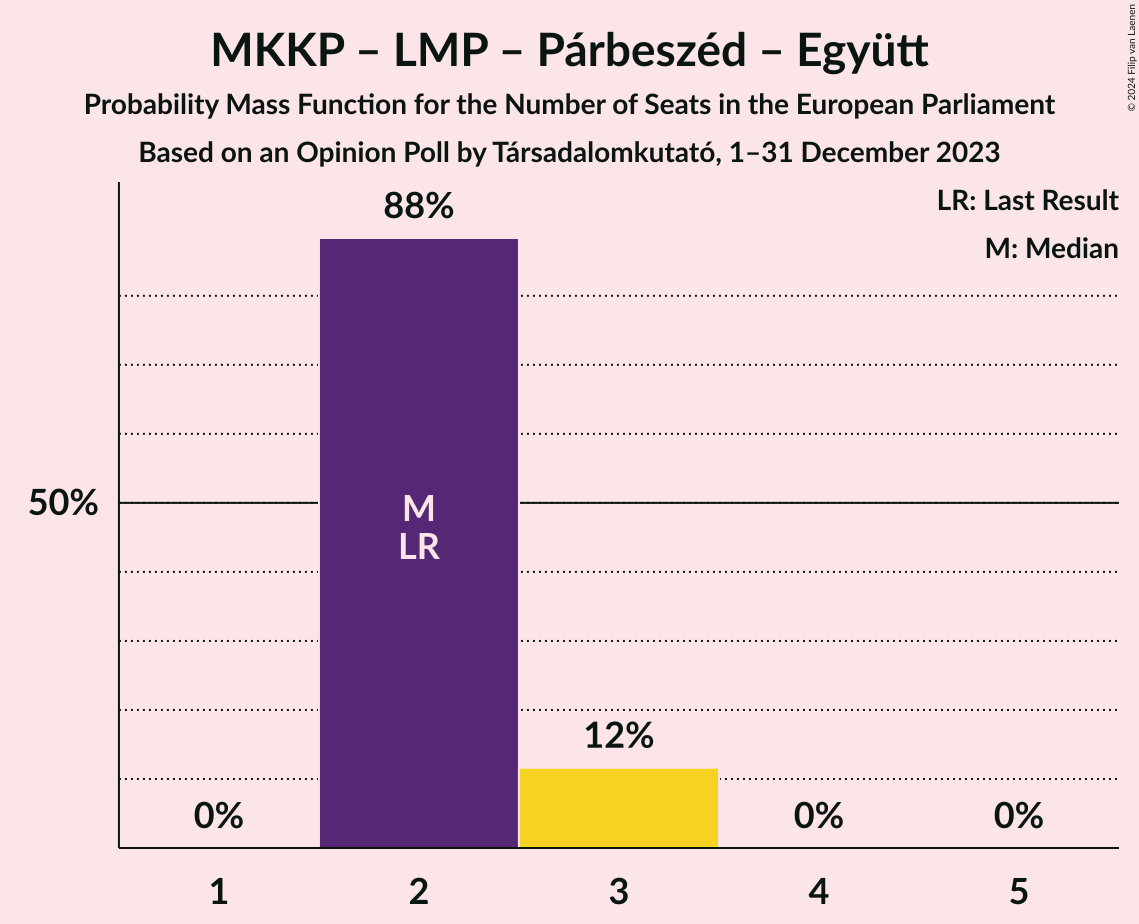 MKKP – LMP – Párbeszéd – Együtt
Probability Mass Function for the Number of Seats in the European Parliament
Based on an Opinion Poll by Társadalomkutató, 1–31 December 2023
© 2024 Filip van Laenen
LR: Last Result
M: Median
88%
50%
M
LR
12%
0%
0%
0%
1
2
3
4
5